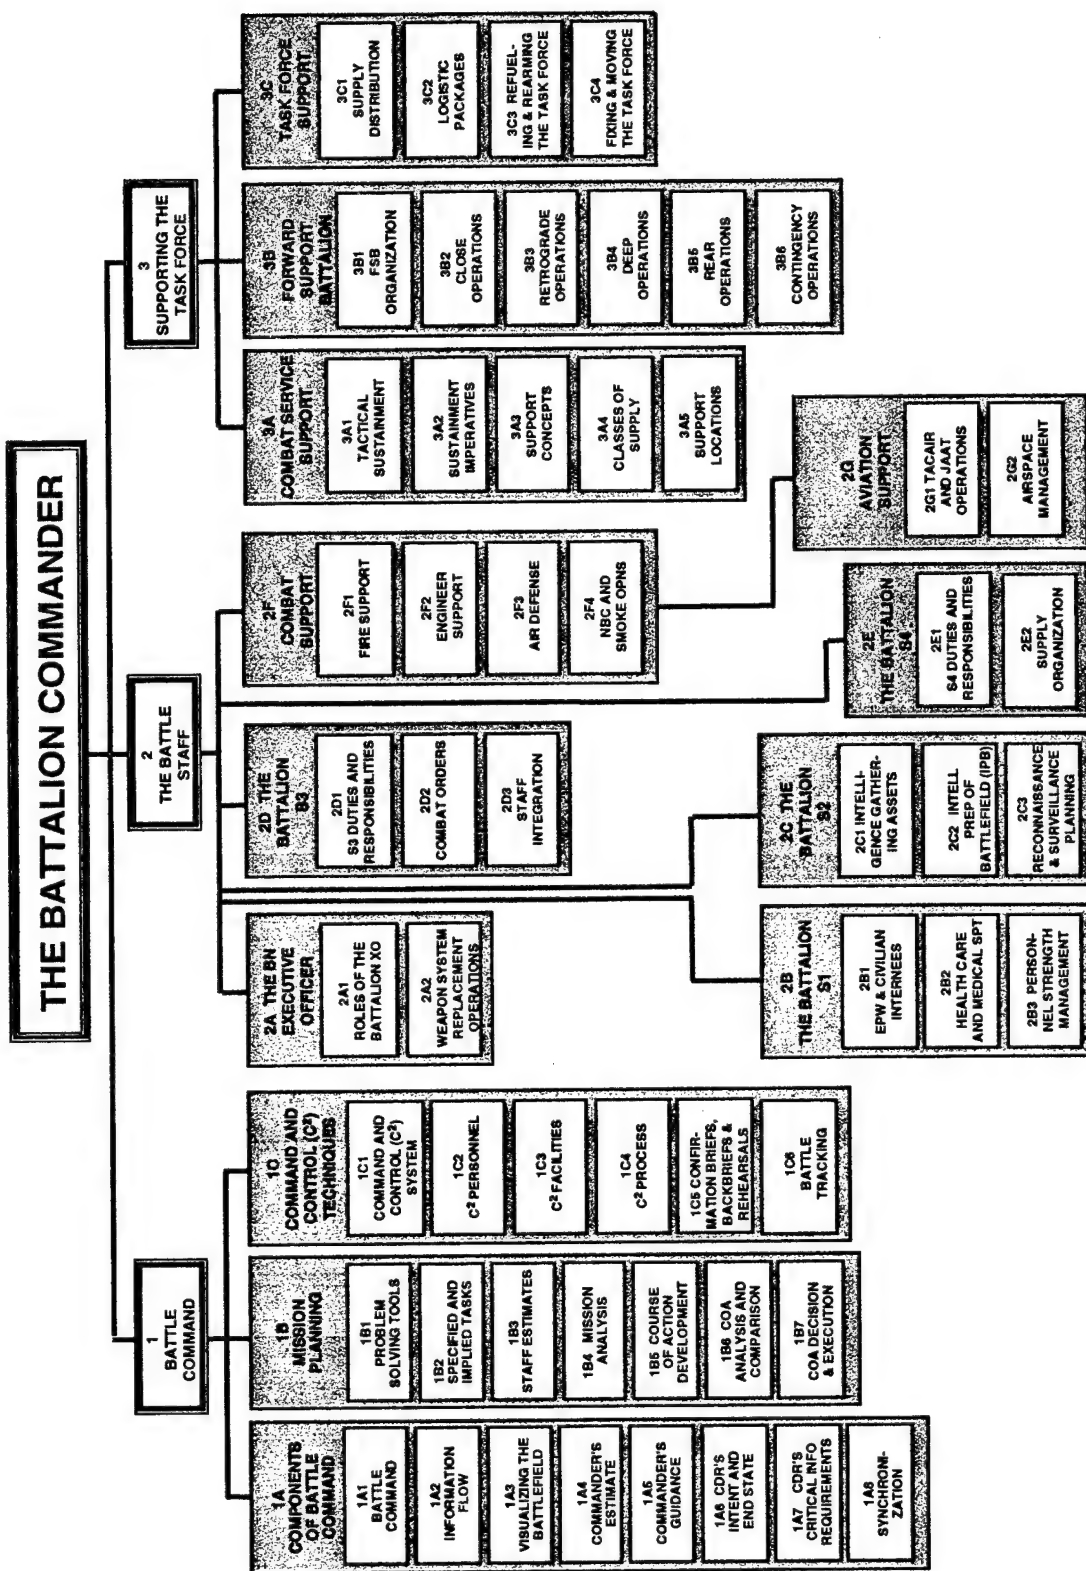 THE BATTALION COMMANDER
1
BATTLE
COMMAND
2
THE BATTLE
STAFF
3
SUPPORTING THE
TASK FORCE
1A
COMPONENTS
OF BATTLE
COMMAND
1A1
BATTLE
COMMAND
1A2
INFORMATION
FLOW
1A3
VISUALIZING THE
BATTLEFIELD
1A4
COMMANDER'S
ESTIMATE
1A5
COMMANDER'S
GUIDANCE
1A6 CDR'S
INTENT AND
END STATE
1A7 CDR'S
CRITICAL INFO
REQUIREMENTS
1A8
SYNCHRONI-
ZATION
1B
MISSION
PLANNING
1B1
PROBLEM
SOLVING TOOLS
1B2
SPECIFIED AND
IMPLIED TASKS
1B3
STAFF ESTIMATES
1B4 MISSION
ANALYSIS
1B5 COURSE
OF ACTION
DEVELOPMENT
1B6 COA
ANALYSIS AND
COMPARISON
1B7
COA DECISION
& EXECUTION
1C
COMMAND AND
CONTROL (C²)
TECHNIQUES
1C1
COMMAND AND
CONTROL (C²)
SYSTEM
1C2
C² PERSONNEL
1C3
C² FACILITIES
1C4
C² PROCESS
1C5 CONFIR-
MATION BRIEFS,
BACKBRIEFS &
REHEARSALS
1C6
BATTLE
TRACKING
2A THE BN
EXECUTIVE
OFFICER
2A1
ROLES OF THE
BATTALION XO
2A2
WEAPON SYSTEM
REPLACEMENT
OPERATIONS
2B
THE BATTALION
S1
2B1
EPW & CIVILIAN
INTERNEES
2B2
HEALTH CARE
AND MEDICAL SPT
2B3 PERSON-
NEL STRENGTH
MANAGEMENT
2C THE
BATTALION
S2
2C1 INTELLI-
GENCE GATHER-
ING ASSETS
2C2 INTELL
PREP OF
BATTLEFIELD (IPB)
2C3
RECONNAISSANCE
& SURVEILLANCE
PLANNING
2D THE
BATTALION
S3
2D1
S3 DUTIES AND
RESPONSIBILITIES
2D2
COMBAT ORDERS
2D3
STAFF
INTEGRATION
2E
THE BATTALION
S4
2E1
S4 DUTIES AND
RESPONSIBILITIES
2E2
SUPPLY
ORGANIZATION
2F
COMBAT
SUPPORT
2F1
FIRE SUPPORT
2F2
ENGINEER
SUPPORT
2F3
AIR DEFENSE
2F4
NBC AND
SMOKE OPNS
2G
AVIATION
SUPPORT
2G1 TACAIR
AND JAAT
OPERATIONS
2G2
AIRSPACE
MANAGEMENT
3A
COMBAT SERVICE
SUPPORT
3A1
TACTICAL
SUSTAINMENT
3A2
SUSTAINMENT
IMPERATIVES
3A3
SUPPORT
CONCEPTS
3A4
CLASSES OF
SUPPLY
3A5
SUPPORT
LOCATIONS
3B
FORWARD
SUPPORT
BATTALION
3B1
FSB
ORGANIZATION
3B2
CLOSE
OPERATIONS
3B3
RETROGRADE
OPERATIONS
3B4
DEEP
OPERATIONS
3B5
REAR
OPERATIONS
3B6
CONTINGENCY
OPERATIONS
3C
TASK FORCE
SUPPORT
3C1
SUPPLY
DISTRIBUTION
3C2
LOGISTIC
PACKAGES
3C3 REFUEL-
ING & REARMING
THE TASK FORCE
3C4
FIXING & MOVING
THE TASK FORCE